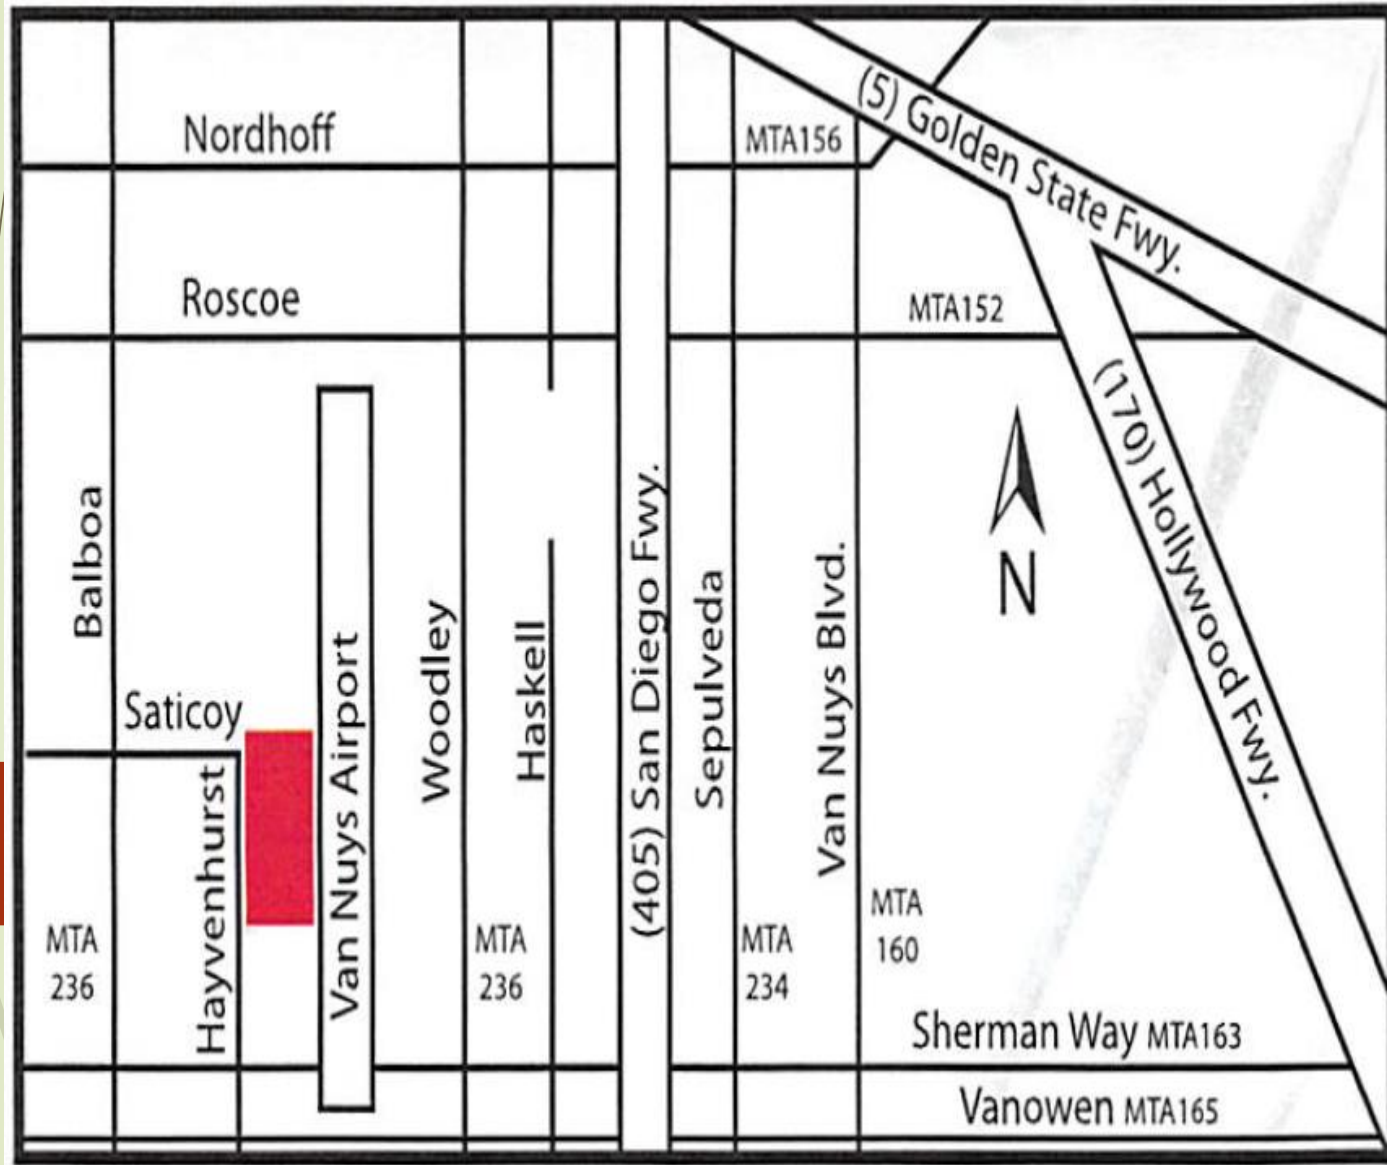 Nordhoff
MTA156
(5) Golden State Fwy.
Roscoe
MTA152
(170) Hollywood Fwy.
N
Balboa
Saticoy
Hayvenhurst
Van Nuys Airport
Woodley
Haskell
(405) San Diego Fwy.
Sepulveda
Van Nuys Blvd.
MTA
236
MTA
236
MTA
234
MTA
160
Sherman Way MTA163
Vanowen MTA165